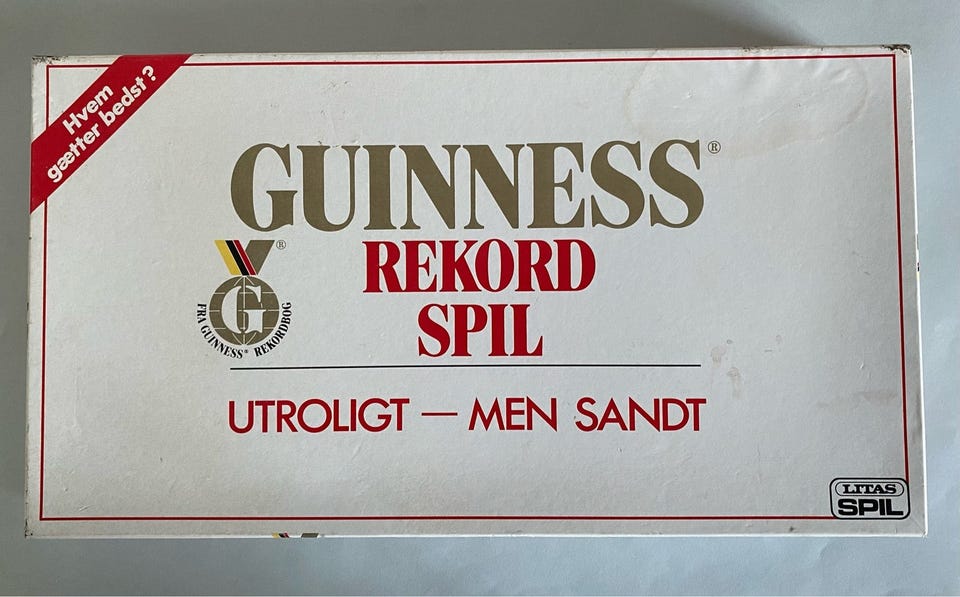 Hvem
gætter bedst?
GUINNESS®
REKORD
SPIL
®
G
FRA GUINNESS® REKORDBOG
UTROLIGT — MEN SANDT
LITAS
SPIL